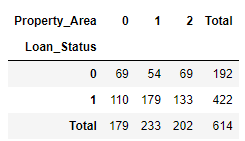 Property_Area 0 1 2 Total
Loan_Status
0 69 54 69 192
1 110 179 133 422
Total 179 233 202 614